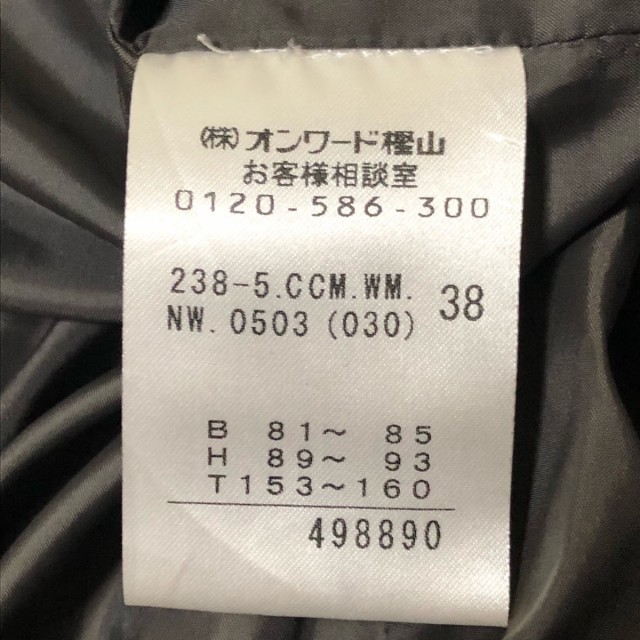 (株)オンワード樫山
お客様相談室
0120-586-300
238-5.CCM.WM. 38
NW. 0503 (030)
B 81〜 85
H 89〜 93
T153〜160
498890